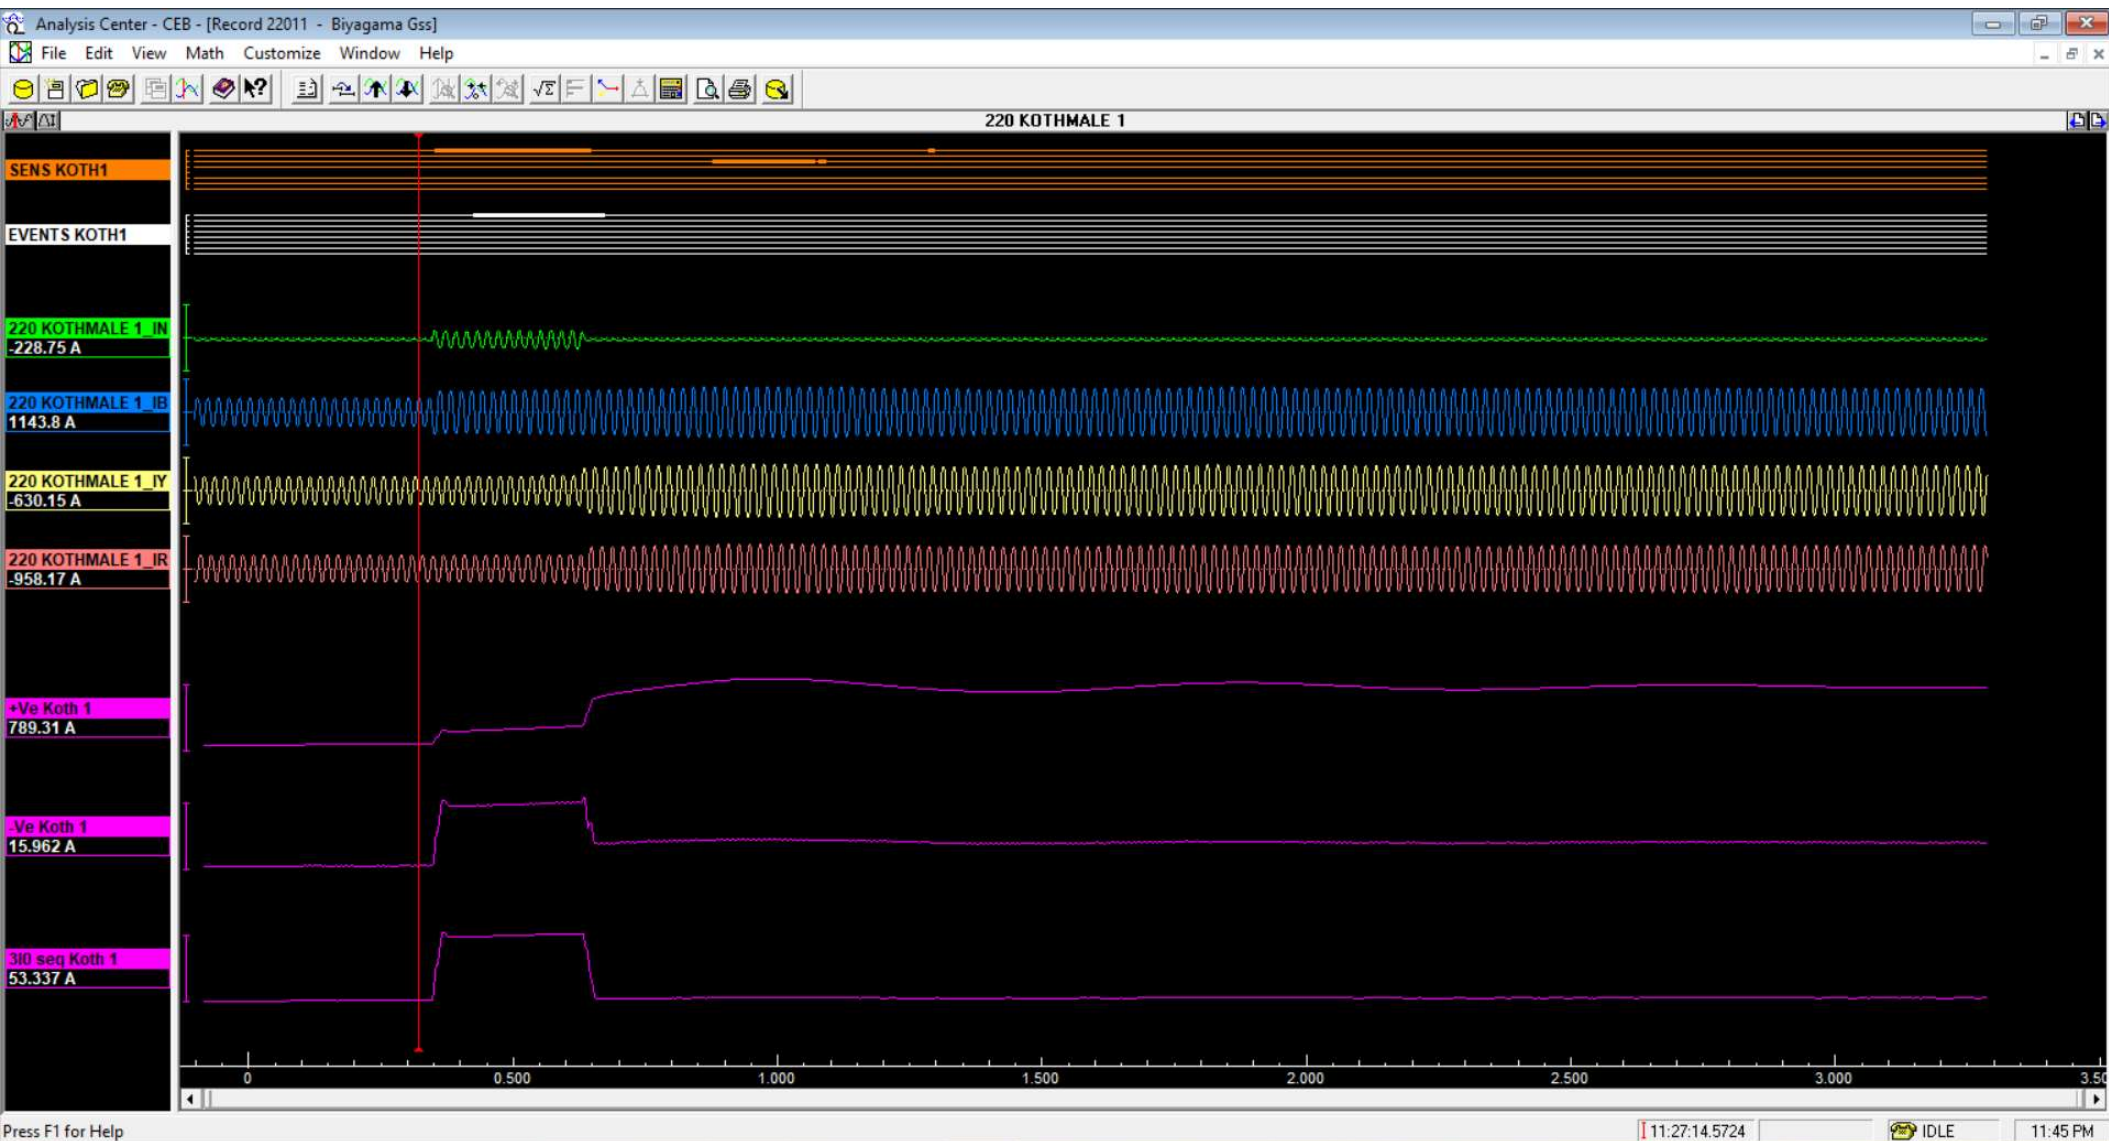 Analysis Center - CEB - [Record 22011 - Biyagama Gss]
File Edit View Math Customize Window Help
220 KOTHMALE 1
SENS KOTH1
EVENTS KOTH1
220 KOTHMALE 1_IN
-228.75 A
220 KOTHMALE 1_IB
1143.8 A
220 KOTHMALE 1_IY
-630.15 A
220 KOTHMALE 1_IR
-958.17 A
+Ve Koth 1
789.31 A
-Ve Koth 1
15.962 A
3I0 seq Koth 1
53.337 A
0 0.500 1.000 1.500 2.000 2.500 3.000 3.50
Press F1 for Help 11:27:14.5724 IDLE 11:45 PM